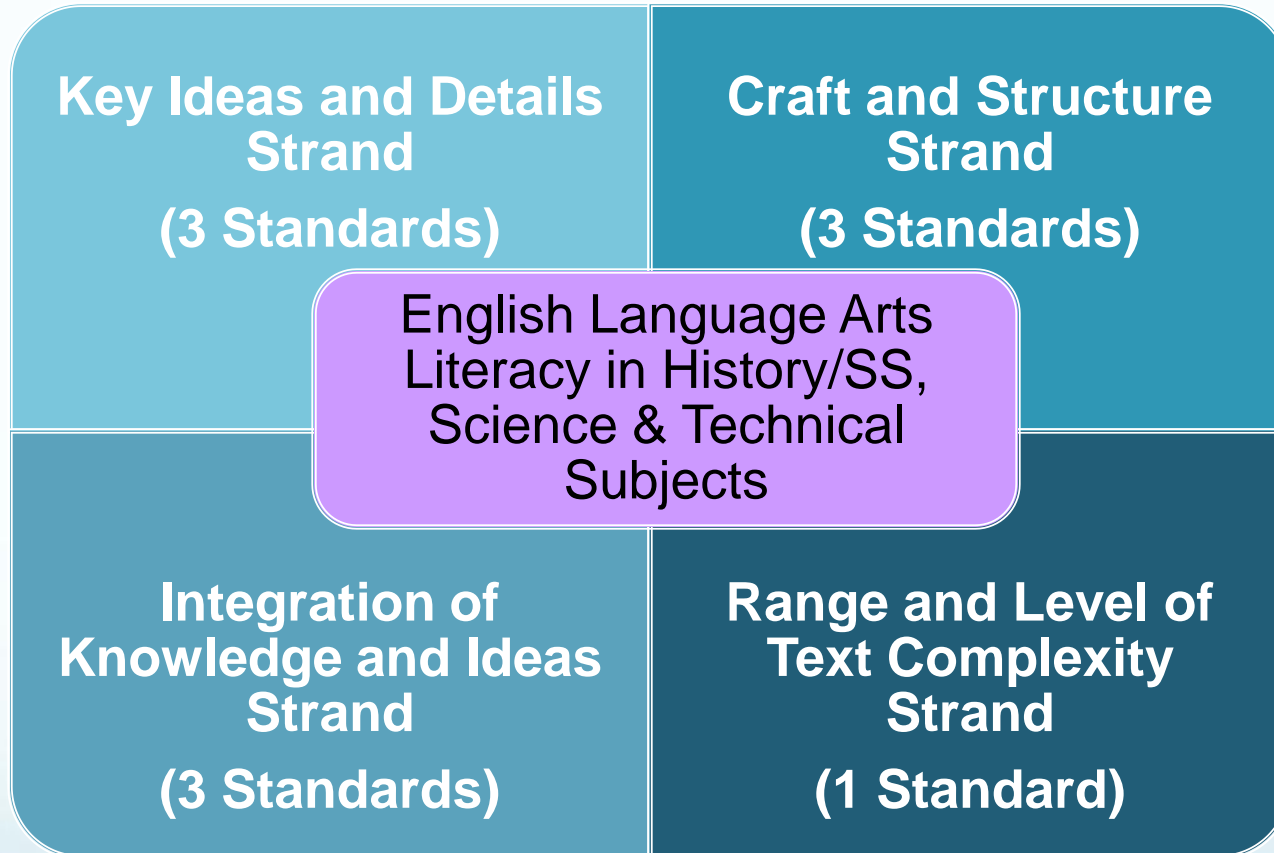 Key Ideas and Details
Strand
(3 Standards)
Craft and Structure
Strand
(3 Standards)
English Language Arts
Literacy in History/SS,
Science & Technical
Subjects
Integration of
Knowledge and Ideas
Strand
(3 Standards)
Range and Level of
Text Complexity
Strand
(1 Standard)